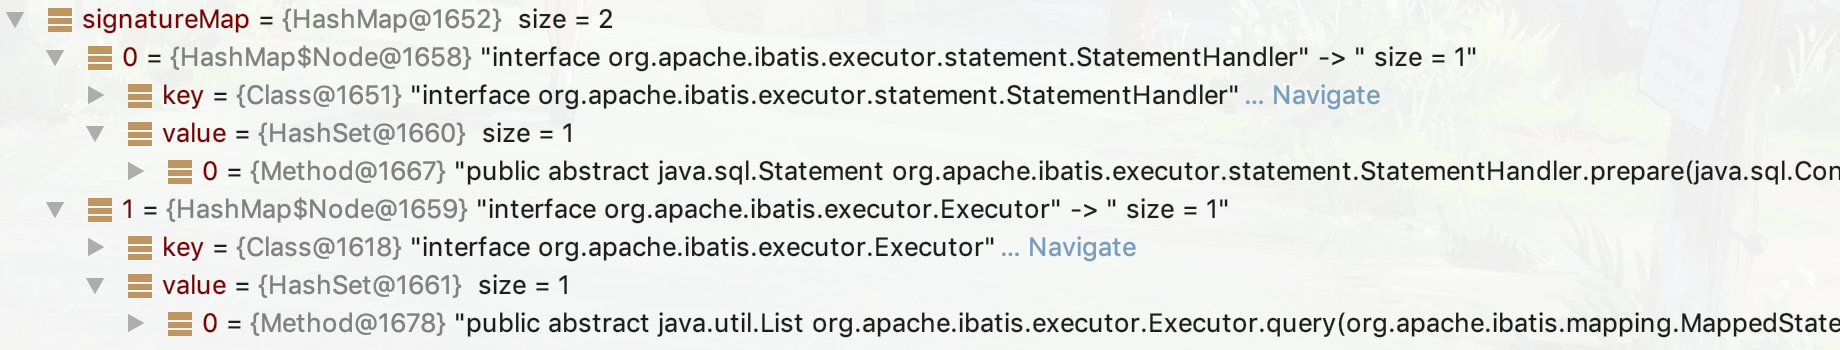 signatureMap = {HashMap@1652} size = 2
0 = {HashMap$Node@1658} "interface org.apache.ibatis.executor.statement.StatementHandler" -> " size = 1"
key = {Class@1651} "interface org.apache.ibatis.executor.statement.StatementHandler" ... Navigate
value = {HashSet@1660} size = 1
0 = {Method@1667} "public abstract java.sql.Statement org.apache.ibatis.executor.statement.StatementHandler.prepare(java.sql.Con
1 = {HashMap$Node@1659} "interface org.apache.ibatis.executor.Executor" -> " size = 1"
key = {Class@1618} "interface org.apache.ibatis.executor.Executor" ... Navigate
value = {HashSet@1661} size = 1
0 = {Method@1678} "public abstract java.util.List org.apache.ibatis.executor.Executor.query(org.apache.ibatis.mapping.MappedState